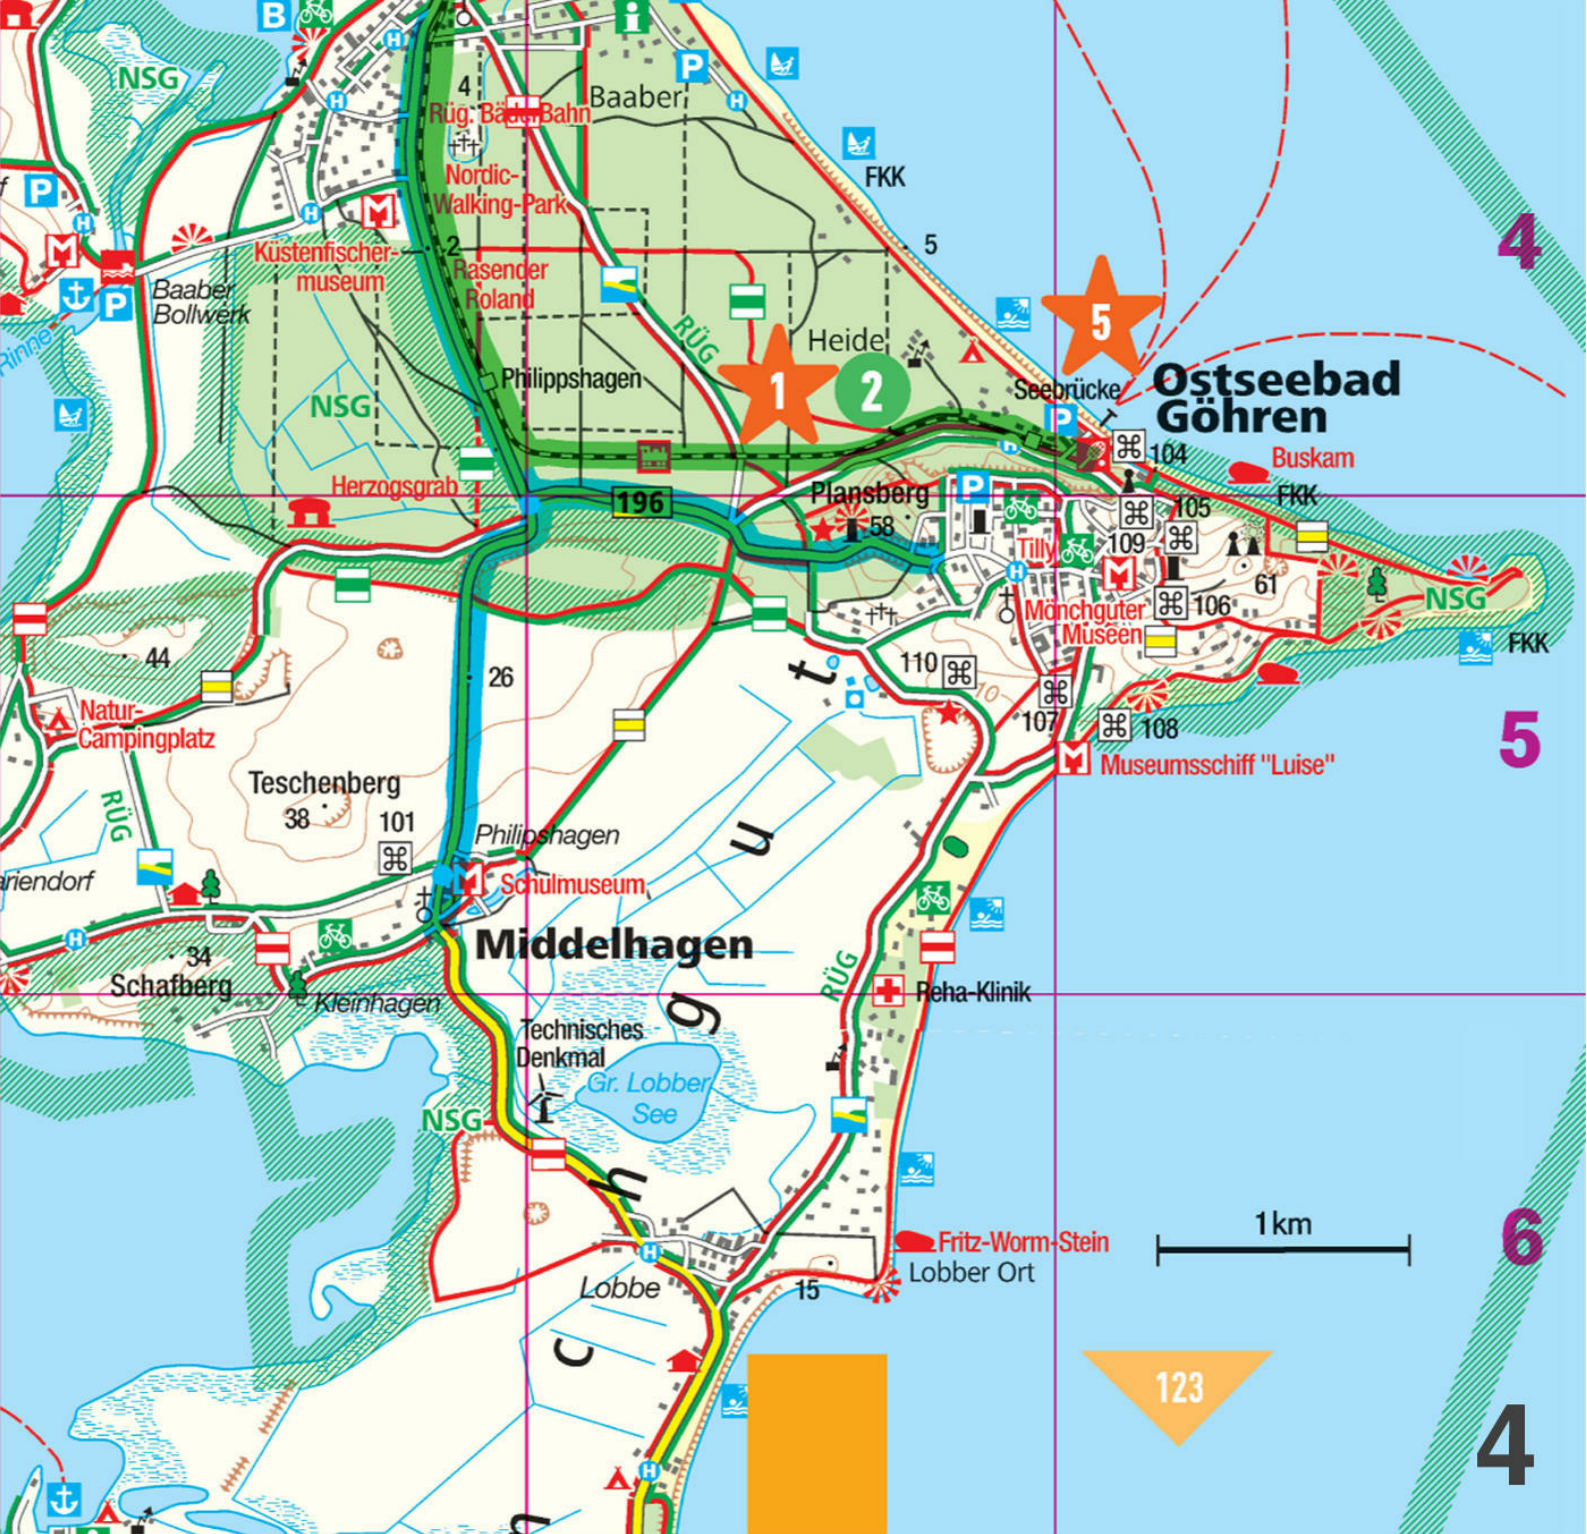 B
NSG
4
Baaber
P
Rüg. BäderBahn
H
FKK
f
P
Nordic-
Walking-Park
M
4
Küstenfischer-
museum
2
5
Rasender
Roland
Baaber
Bollwerk
P
RÜG
5
Heide
1
2
Rinne
Philippshagen
Seebrücke
Ostseebad
Göhren
NSG
P
104
Buskam
Herzogsgrab
196
Plansberg
P
FKK
105
58
Tilly
109
M
61
106
Mönchguter
Museen
NSG
FKK
44
t
110
26
10
107
108
Natur-
Campingplatz
M
Museumsschiff "Luise"
5
Teschenberg
38
101
RÜG
Philipshagen
u
ariendorf
M
Schulmuseum
H
Middelhagen
34
Schafberg
RÜG
Kleinhagen
g
Reha-Klinik
Technisches
Denkmal
Gr. Lobber
See
NSG
h
1km
6
Fritz-Worm-Stein
Lobber Ort
H
Lobbe
15
c
123
4
H
n